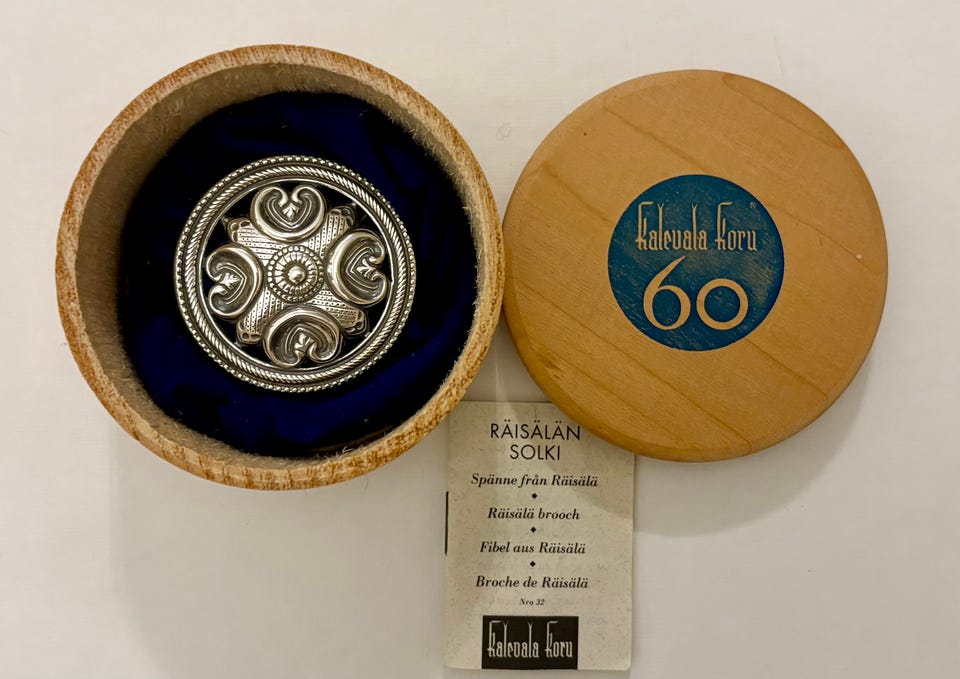 Kalevala Koru
60
RÄISÄLÄN
SOLKI
Spänne från Räisälä
Räisälä brooch
Fibel aus Räisälä
Broche de Räisälä
Nro 32
Kalevala Koru